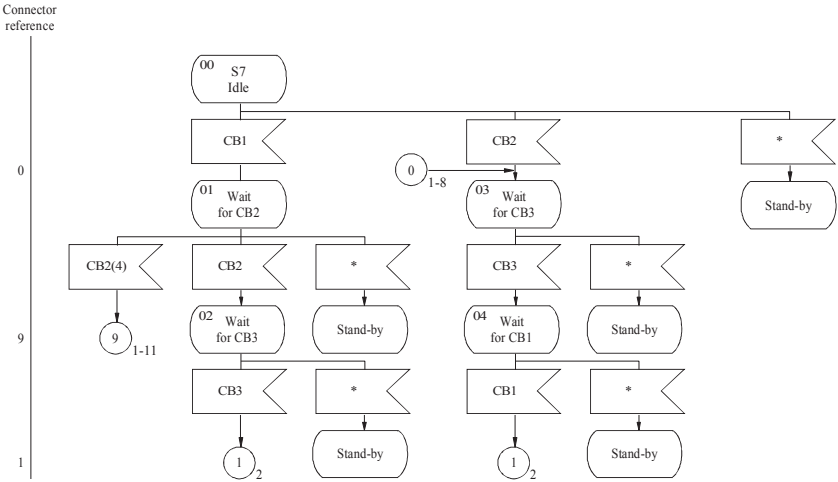 Connector
reference
00
S7
Idle
CB1
CB2
*
0
0
1-8
01
Wait
for CB2
03
Wait
for CB3
Stand-by
CB2(4)
CB2
*
CB3
*
9
9
1-11
02
Wait
for CB3
Stand-by
04
Wait
for CB1
Stand-by
CB3
*
CB1
*
1
1
2
Stand-by
1
2
Stand-by